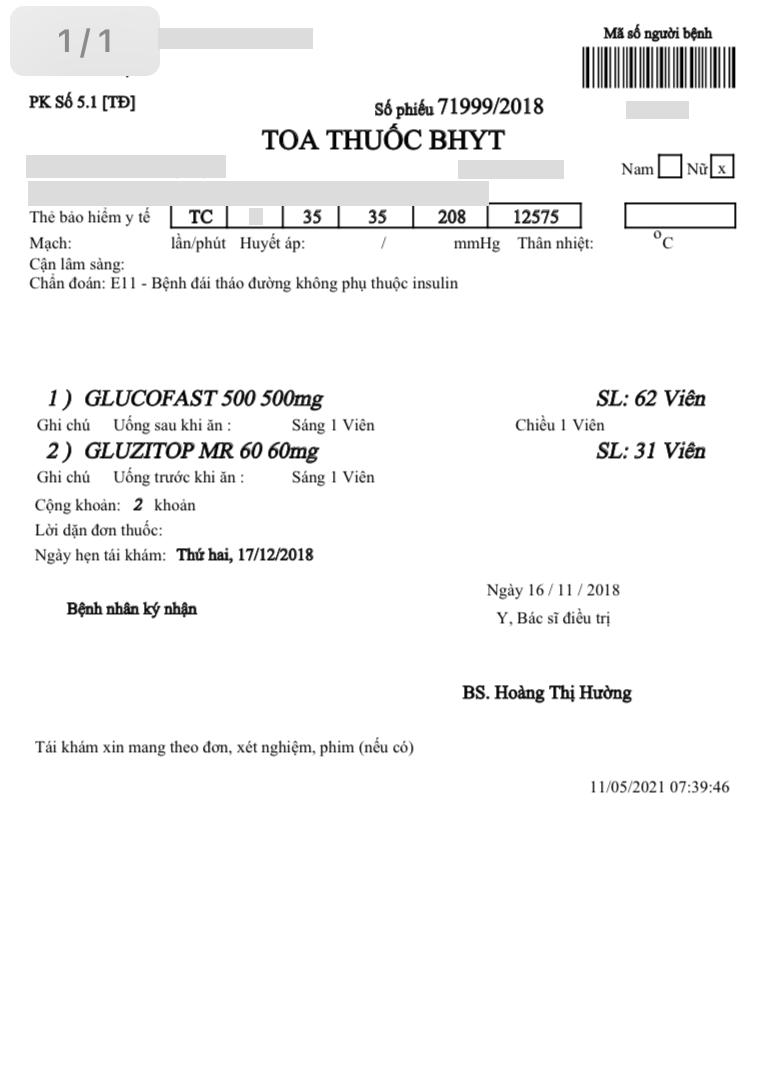 1/1
Mã số người bệnh
PK Số 5.1 [TĐ]
Số phiếu 71999/2018
TOA THUỐC BHYT
Nam Nữ x
Thẻ bảo hiểm y tế TC 35 35 208 12575
Mạch: lần/phút Huyết áp: / mmHg Thân nhiệt: ºC
Cận lâm sàng:
Chẩn đoán: E11 - Bệnh đái tháo đường không phụ thuộc insulin
1 ) GLUCOFAST 500 500mg SL: 62 Viên
Ghi chú Uống sau khi ăn : Sáng 1 Viên Chiều 1 Viên
2 ) GLUZITOP MR 60 60mg SL: 31 Viên
Ghi chú Uống trước khi ăn : Sáng 1 Viên
Cộng khoản: 2 khoản
Lời dặn đơn thuốc:
Ngày hẹn tái khám: Thứ hai, 17/12/2018
Ngày 16 / 11 / 2018
Bệnh nhân ký nhận
Y, Bác sĩ điều trị
BS. Hoàng Thị Hường
Tái khám xin mang theo đơn, xét nghiệm, phim (nếu có)
11/05/2021 07:39:46